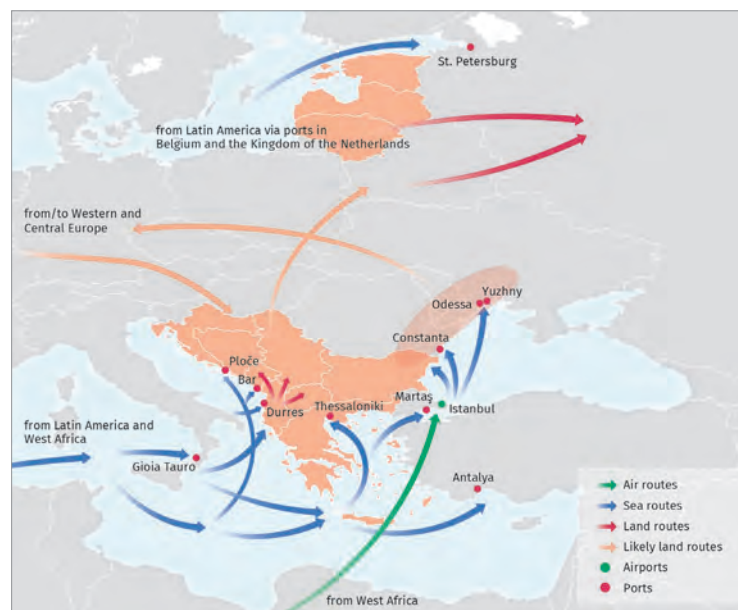 St. Petersburg
from Latin America via ports in
Belgium and the Kingdom of the Netherlands
from/to Western and
Central Europe
Yuzhny
Odessa
Constanta
Ploče
Bar
Durres
Thessaloniki
Martaş
Istanbul
from Latin America and
West Africa
Gioia Tauro
Antalya
Air routes
Sea routes
Land routes
Likely land routes
Airports
Ports
from West Africa